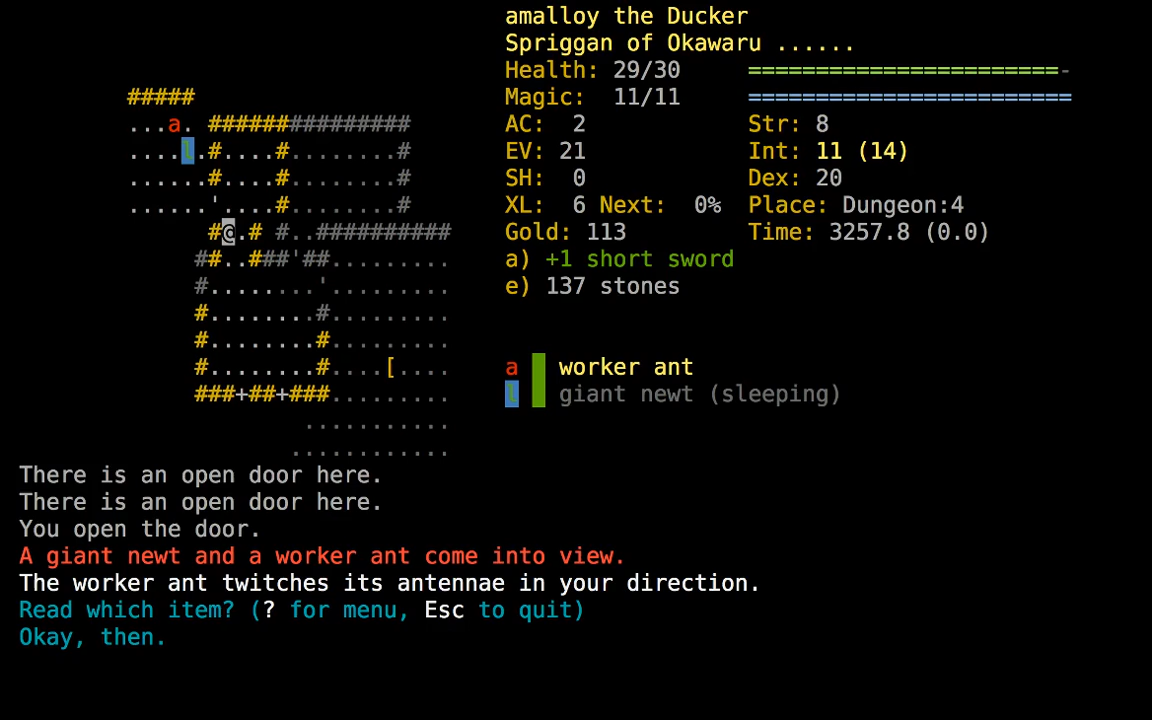 amalloy the Ducker
Spriggan of Okawaru ......
Health: 29/30 =======================-
Magic:  11/11 ========================
#####
AC:  2            Str: 8
...a. ###############
EV: 21            Int: 11 (14)
....l.#....#........#
SH:  0            Dex: 20
......#....#........#
XL:  6 Next:  0%  Place: Dungeon:4
......'....#........#
Gold: 113         Time: 3257.8 (0.0)
#@.# #..##########
a) +1 short sword
##..###'##.........
e) 137 stones
#........'.........
#........#.........
#........#.........
a worker ant
#........#....[....
l giant newt (sleeping)
###+##+###.........
...........
............
There is an open door here.
There is an open door here.
You open the door.
A giant newt and a worker ant come into view.
The worker ant twitches its antennae in your direction.
Read which item? (? for menu, Esc to quit)
Okay, then.